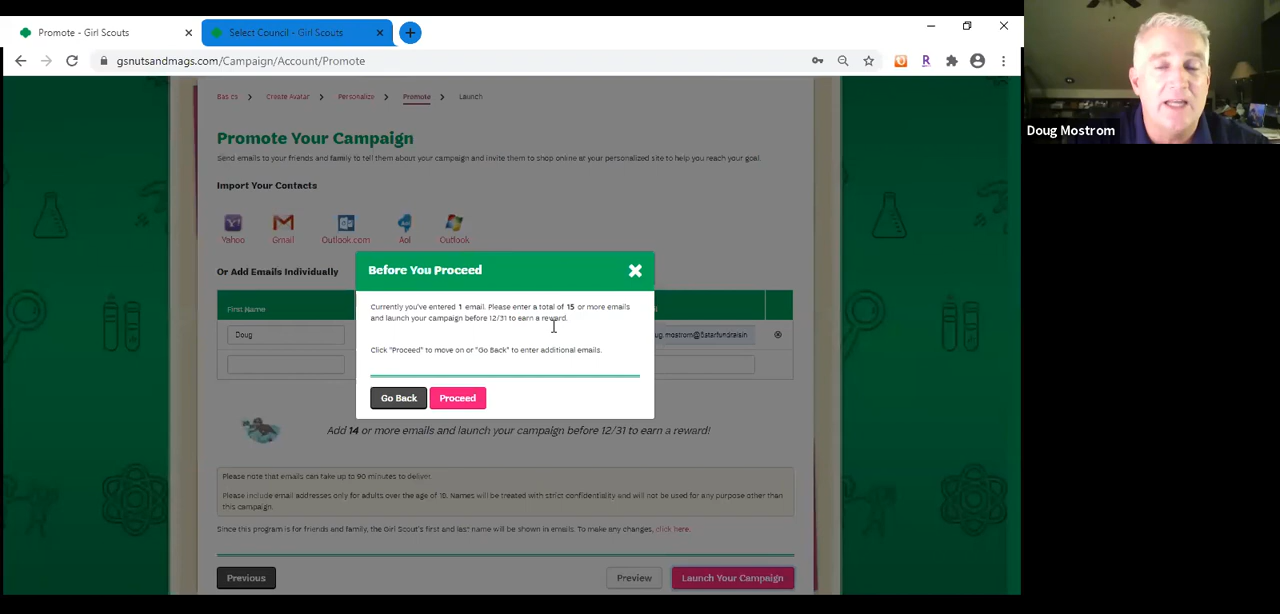 Promote - Girl Scouts
Select Council - Girl Scouts
gsnutsandmags.com/Campaign/Account/Promote
Doug Mostrom
Basics > Create Avatar > Personalize > Promote > Launch
Promote Your Campaign
Send emails to your friends and family to tell them about your campaign and invite them to shop online at your personalized site to help you reach your goal.
Import Your Contacts
Yahoo Gmail Outlook.com Aol Outlook
Or Add Emails Individually
First Name
Doug
doug.mostrom@5starfundraisin
Before You Proceed
Currently you've entered 1 email. Please enter a total of 15 or more emails
and launch your campaign before 12/31 to earn a reward.
Click "Proceed" to move on or "Go Back" to enter additional emails.
Go Back Proceed
Add 14 or more emails and launch your campaign before 12/31 to earn a reward!
Please note that emails can take up to 90 minutes to deliver.
Please include email addresses only for adults over the age of 18. Names will be treated with strict confidentiality and will not be used for any purpose other than
this campaign.
Since this program is for friends and family, the Girl Scout's first and last name will be shown in emails. To make any changes, click here.
Previous Preview Launch Your Campaign